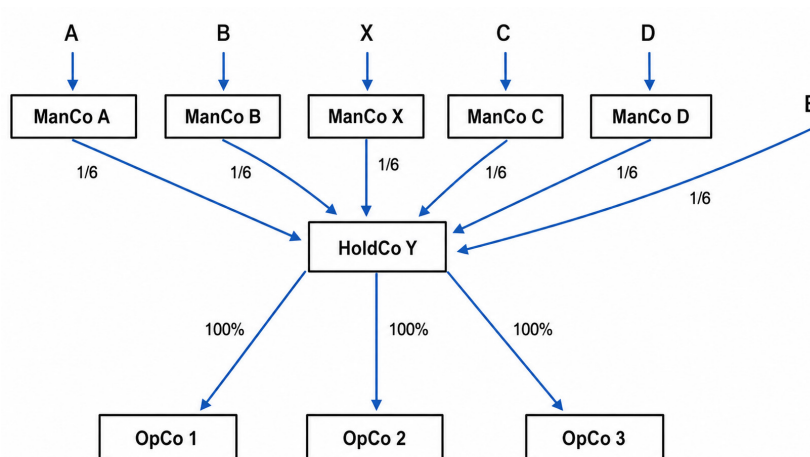 A B X C D
ManCo A ManCo B ManCo X ManCo C ManCo D
1/6 1/6 1/6 1/6 1/6 1/6
HoldCo Y
100% 100% 100%
OpCo 1 OpCo 2 OpCo 3